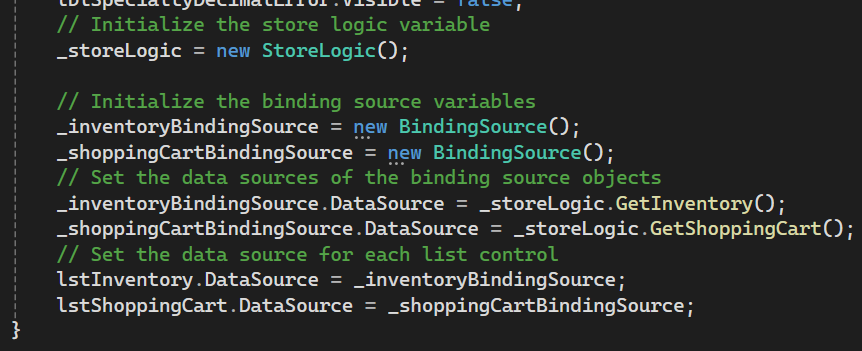 lblSpecialtyDecimalError.Visible = false;
// Initialize the store logic variable
_storeLogic = new StoreLogic();
// Initialize the binding source variables
_inventoryBindingSource = new BindingSource();
_shoppingCartBindingSource = new BindingSource();
// Set the data sources of the binding source objects
_inventoryBindingSource.DataSource = _storeLogic.GetInventory();
_shoppingCartBindingSource.DataSource = _storeLogic.GetShoppingCart();
// Set the data source for each list control
lstInventory.DataSource = _inventoryBindingSource;
lstShoppingCart.DataSource = _shoppingCartBindingSource;
}